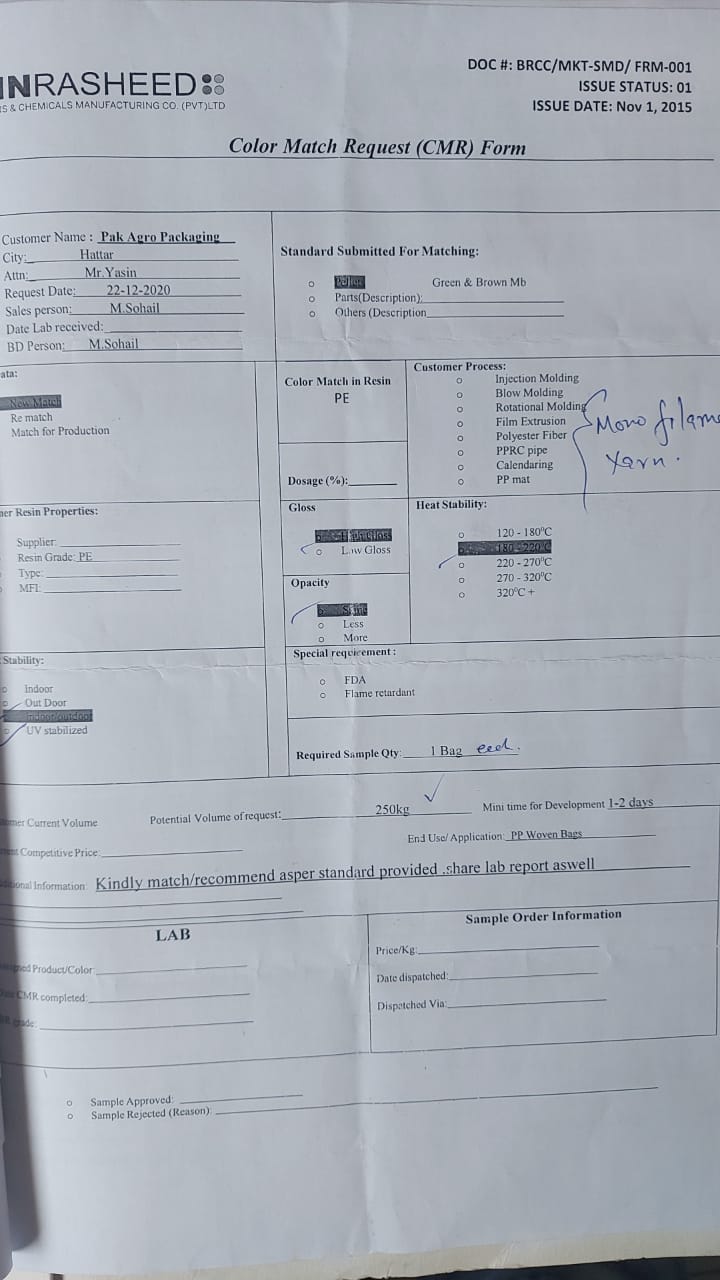 INRASHEED
S & CHEMICALS MANUFACTURING CO. (PVT)LTD
DOC #: BRCC/MKT-SMD/ FRM-001
ISSUE STATUS: 01
ISSUE DATE: Nov 1, 2015
Color Match Request (CMR) Form
Customer Name : Pak Agro Packaging
City: Hattar
Attn: Mr.Yasin
Request Date: 22-12-2020
Sales person: M.Sohail
Date Lab received:
BD Person: M.Sohail
Standard Submitted For Matching:
Pellet Green & Brown Mb
Parts(Description):
Others (Description
ata:
New Match
Re match
Match for Production
Color Match in Resin
PE
Dosage (%):
Customer Process:
Injection Molding
Blow Molding
Rotational Molding
Film Extrusion
Polyester Fiber
PPRC pipe
Calendaring
PP mat
Mono filame
Yarn.
er Resin Properties:
Supplier:
Resin Grade: PE
Type:
MFI:
Gloss
High Gloss
Low Gloss
Opacity
Same
Less
More
Heat Stability:
120 - 180°C
180 - 220°C
220 - 270°C
270 - 320°C
320°C +
Stability:
Indoor
Out Door
Indoor/outdoor
UV stabilized
Special requirement :
FDA
Flame retardant
Required Sample Qty: 1 Bag
omer Current Volume
Potential Volume of request: 250kg
Mini time for Development 1-2 days
ent Competitive Price:
End Use/ Application: PP Woven Bags
ditional Information: Kindly match/recommend asper standard provided .share lab report aswell
LAB
signed Product/Color:
CMR completed:
grade:
Sample Order Information
Price/Kg:
Date dispatched:
Dispatched Via:
Sample Approved:
Sample Rejected (Reason):